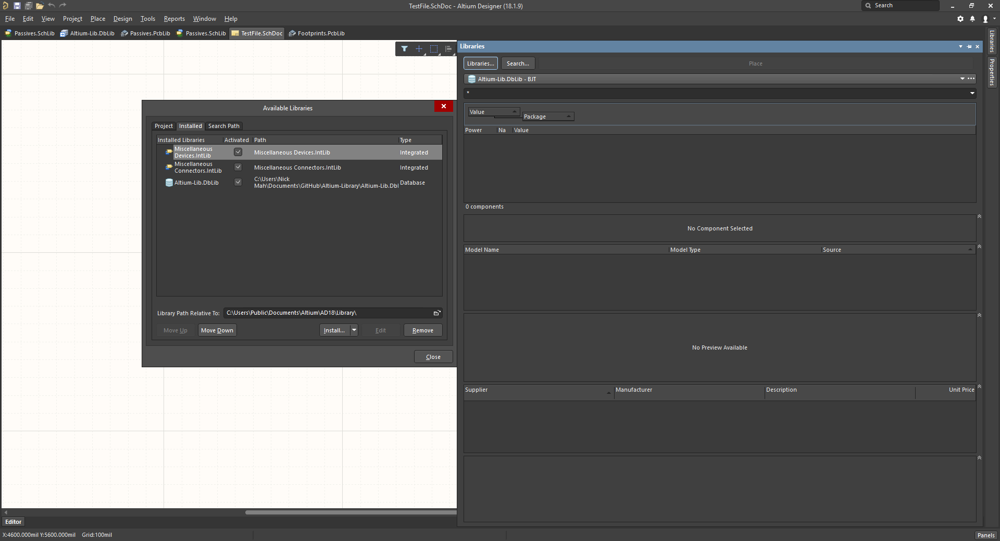 TestFile.SchDoc - Altium Designer (18.1.9)
Search
File Edit View Project Place Design Tools Reports Window Help
Passives.SchLib Altium-Lib.DbLib Passives.PcbLib Passives.SchLib TestFile.SchDoc Footprints.PcbLib
Libraries
Libraries... Search... Place
Altium-Lib.DbLib - BJT
*
Value
Package
Power Na Value
0 components
No Component Selected
Model Name Model Type Source
No Preview Available
Supplier Manufacturer Description Unit Price
Libraries
Properties
Available Libraries
Project Installed Search Path
Installed Libraries Activated Path Type
Miscellaneous
Devices.IntLib Miscellaneous Devices.IntLib Integrated
Miscellaneous
Connectors.IntLib Miscellaneous Connectors.IntLib Integrated
Altium-Lib.DbLib C:\Users\Nick
Mah\Documents\GitHub\Altium-Library\Altium-Lib.Dbl Database
Library Path Relative To: C:\Users\Public\Documents\Altium\AD18\Library\
Move Up Move Down Install... Edit Remove
Close
Editor
X:4600.000mil Y:5600.000mil Grid:100mil
Panels